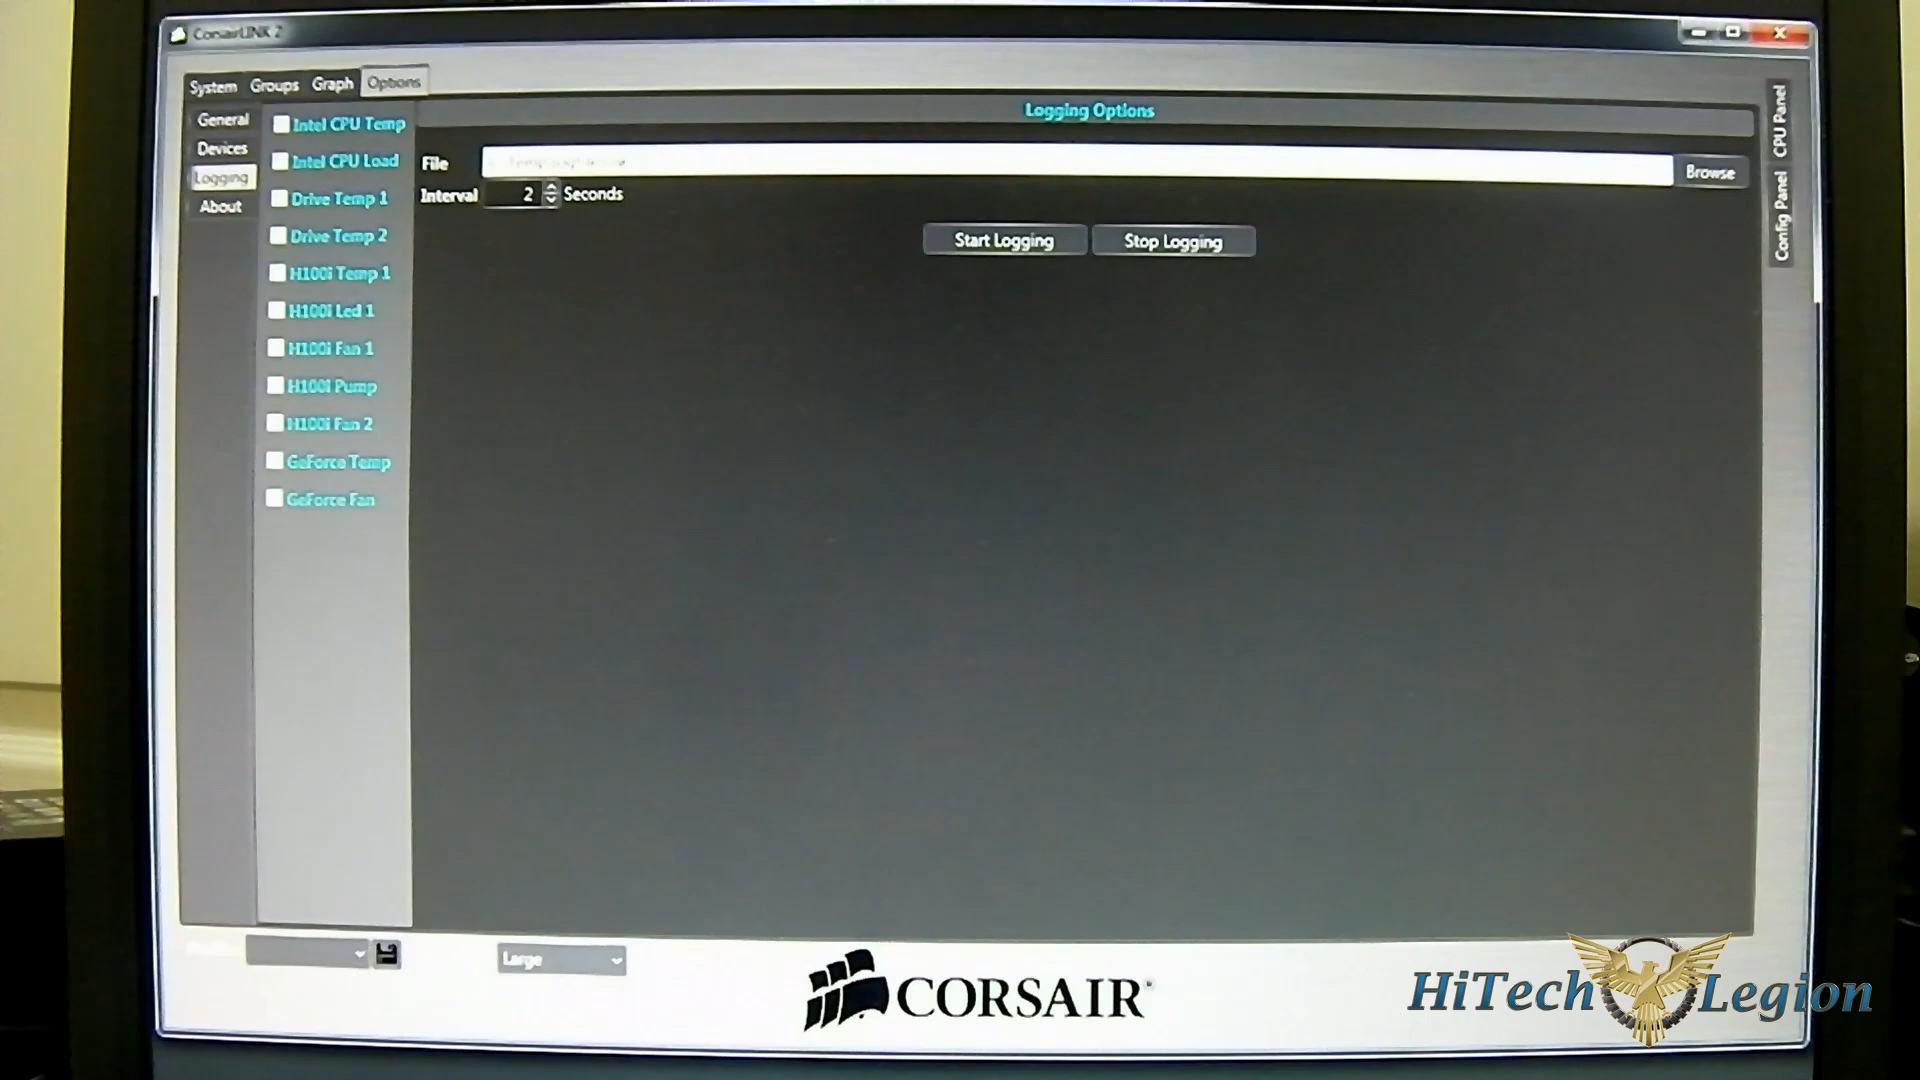 CorsairLINK 2
System Groups Graph Options
General
Devices
Logging
About
Intel CPU Temp
Intel CPU Load
Drive Temp 1
Drive Temp 2
H100i Temp 1
H100i Led 1
H100i Fan 1
H100i Pump
H100i Fan 2
GeForce Temp
GeForce Fan
Logging Options
File
Browse
Interval 2 Seconds
Start Logging Stop Logging
CPU Panel
Config Panel
Large
CORSAIR
HiTech Legion